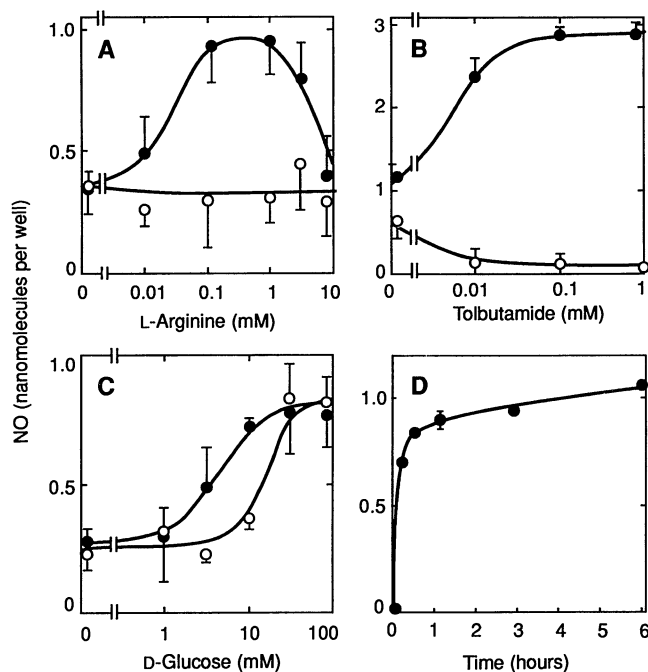 NO (nanomolecules per well)
A
1.0
0.5
0
0 0.01 0.1 1 10
L-Arginine (mM)
B
3
2
1
0
0 0.01 0.1 1
Tolbutamide (mM)
C
1.0
0.5
0
0 1 10 100
D-Glucose (mM)
D
1.0
0.5
0
0 1 2 3 4 5 6
Time (hours)